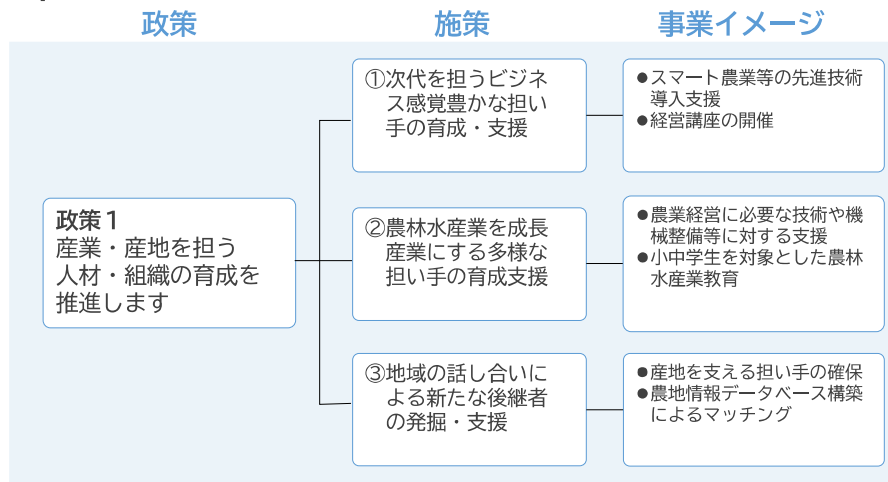 政策
施策
事業イメージ
政策１
産業・産地を担う
人材・組織の育成を
推進します
①次代を担うビジネ
ス感覚豊かな担い
手の育成・支援
●スマート農業等の先進技術
導入支援
●経営講座の開催
②農林水産業を成長
産業にする多様な
担い手の育成支援
●農業経営に必要な技術や機
械整備等に対する支援
●小中学生を対象とした農林
水産業教育
③地域の話し合いに
よる新たな後継者
の発掘・支援
●産地を支える担い手の確保
●農地情報データベース構築
によるマッチング